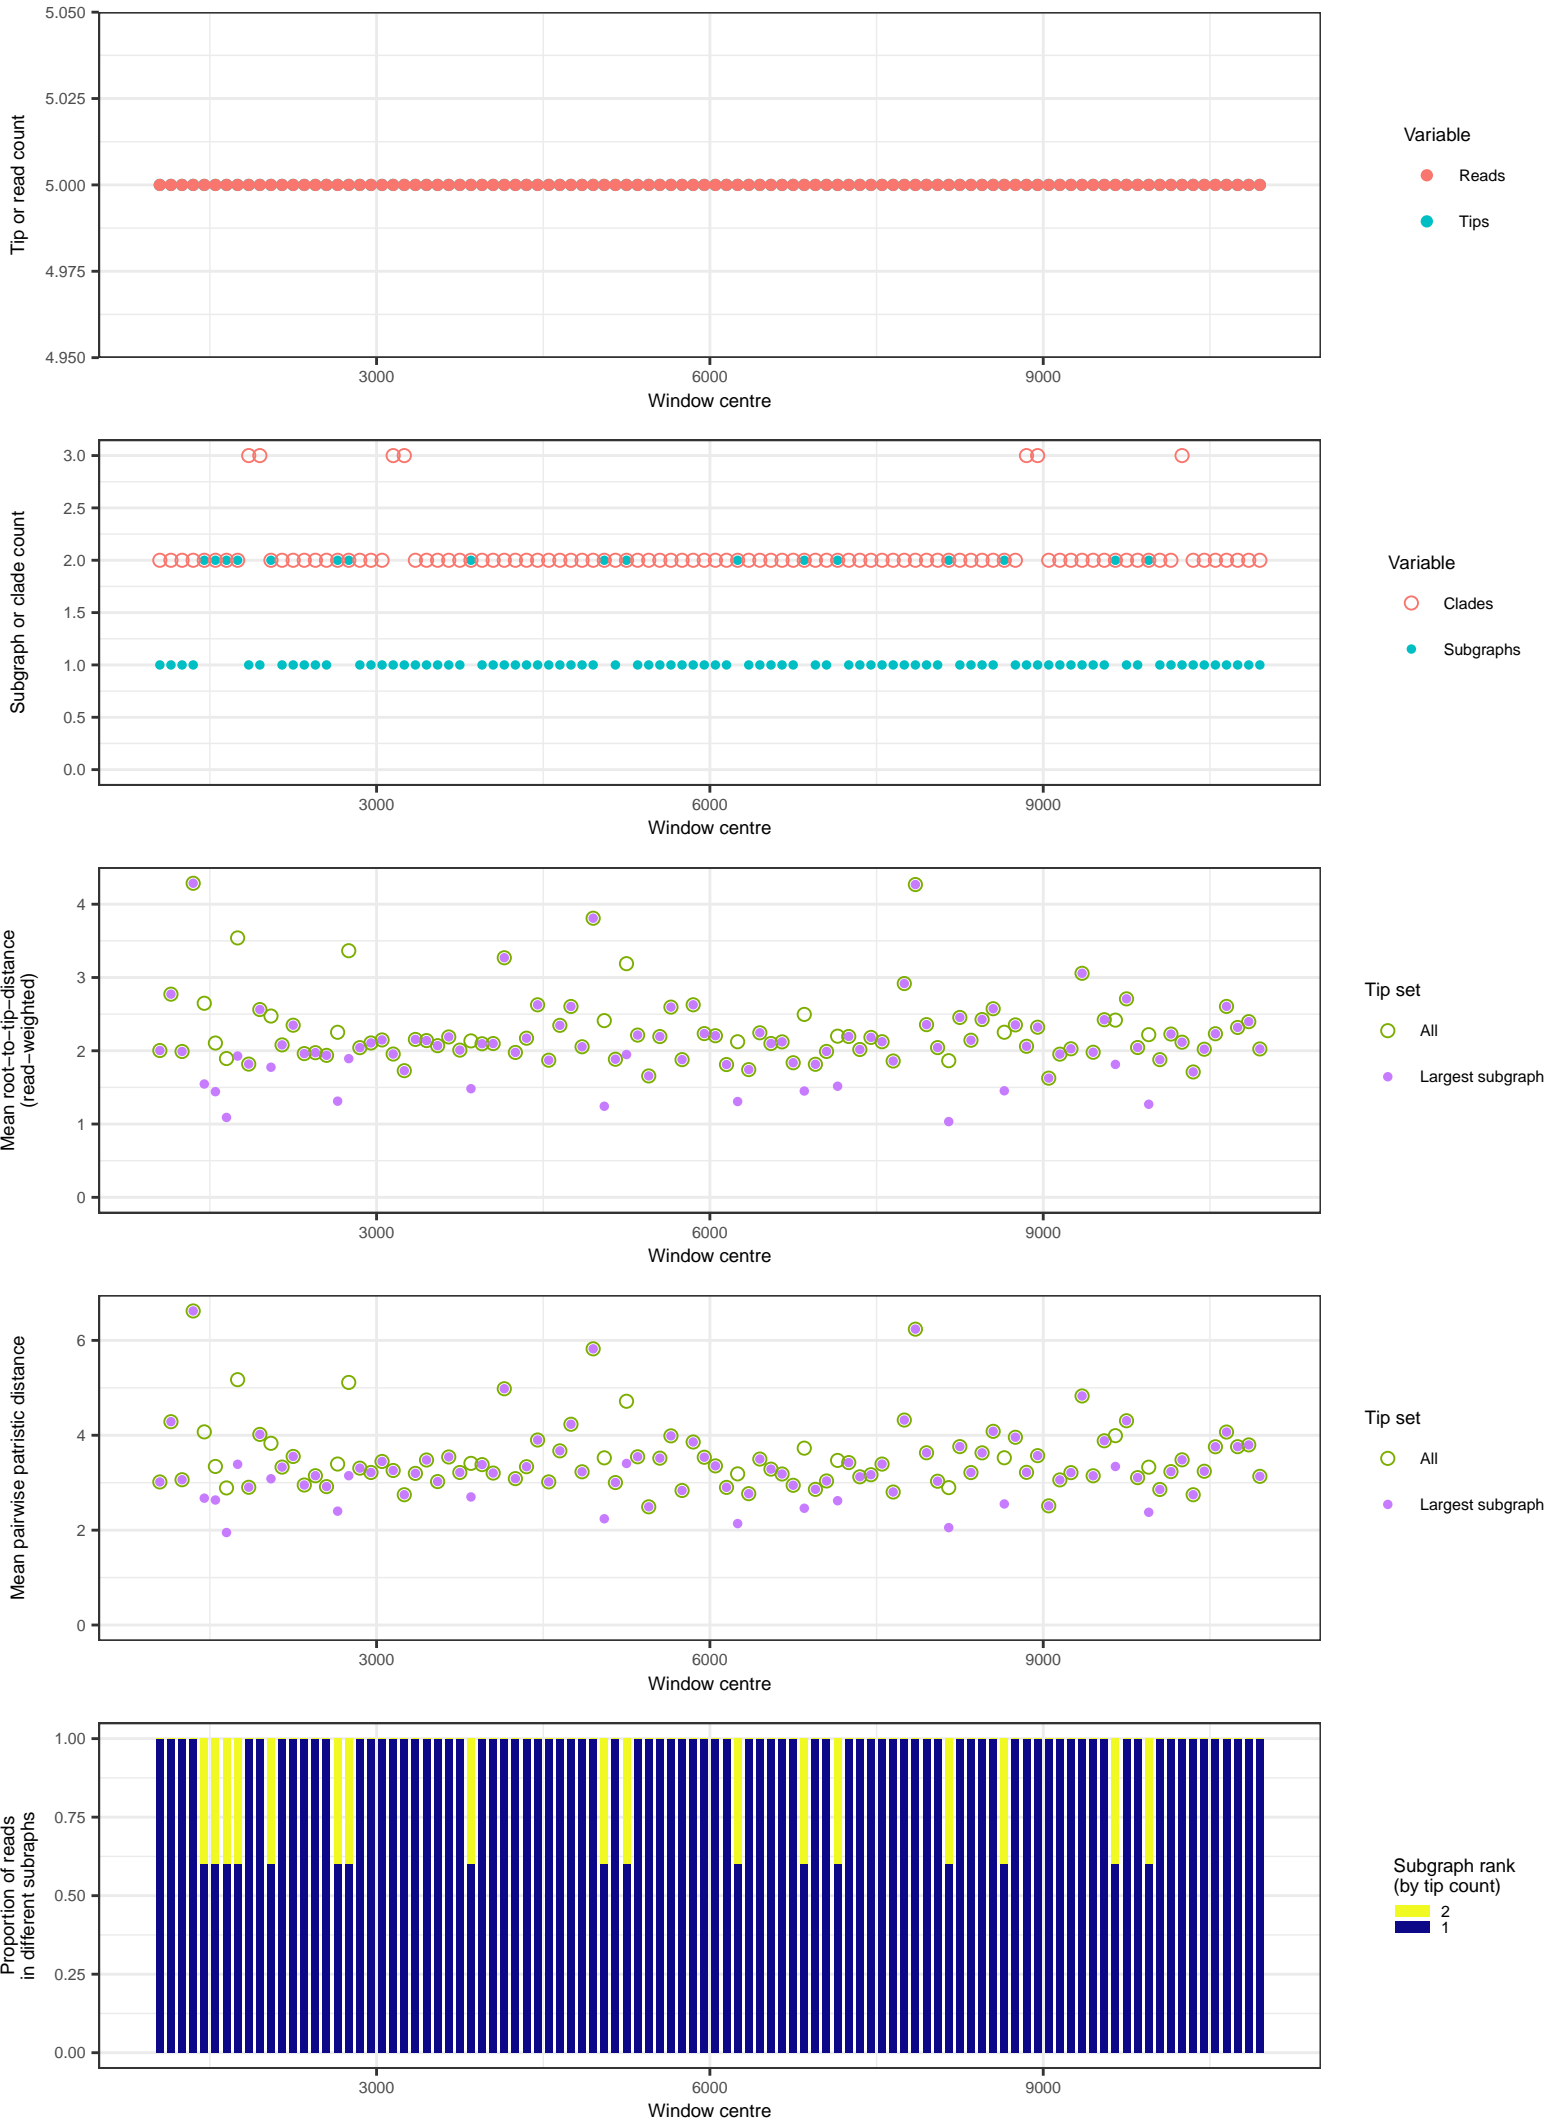 5.050
5.025
5.000
4.975
4.950
Tip or read count
3000
6000
9000
Window centre
Variable
Reads
Tips
3.0
2.5
2.0
1.5
1.0
0.5
0.0
Subgraph or clade count
3000
6000
9000
Window centre
Variable
Clades
Subgraphs
4
3
2
1
0
Mean root−to−tip−distance
(read−weighted)
3000
6000
9000
Window centre
Tip set
All
Largest subgraph
6
4
2
0
Mean pairwise patristic distance
3000
6000
9000
Window centre
Tip set
All
Largest subgraph
1.00
0.75
0.50
0.25
0.00
Proportion of reads
in different subraphs
3000
6000
9000
Window centre
Subgraph rank
(by tip count)
2
1